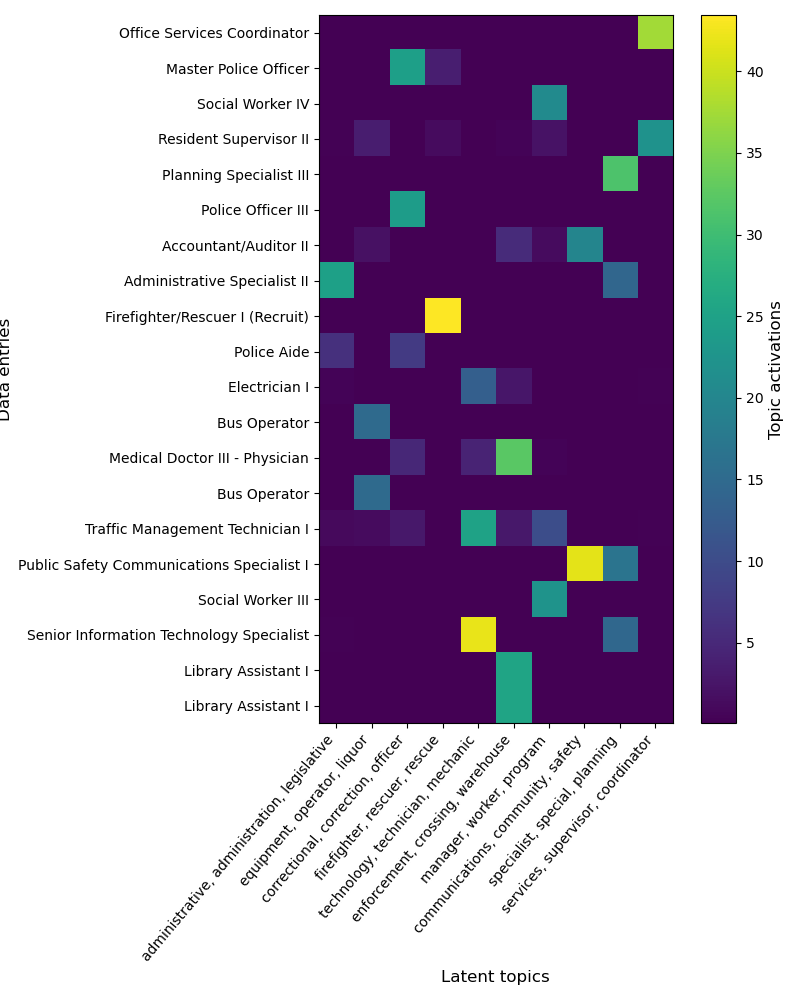 Office Services Coordinator
Master Police Officer
Social Worker IV
Resident Supervisor II
Planning Specialist III
Police Officer III
Accountant/Auditor II
Administrative Specialist II
Firefighter/Rescuer I (Recruit)
Police Aide
Electrician I
Bus Operator
Medical Doctor III - Physician
Bus Operator
Traffic Management Technician I
Public Safety Communications Specialist I
Social Worker III
Senior Information Technology Specialist
Library Assistant I
Library Assistant I
Data entries
administrative, administration, legislative
equipment, operator, liquor
correctional, correction, officer
firefighter, rescuer, rescue
technology, technician, mechanic
enforcement, crossing, warehouse
manager, worker, program
communications, community, safety
specialist, special, planning
services, supervisor, coordinator
Latent topics
40
35
30
25
20
15
10
5
Topic activations